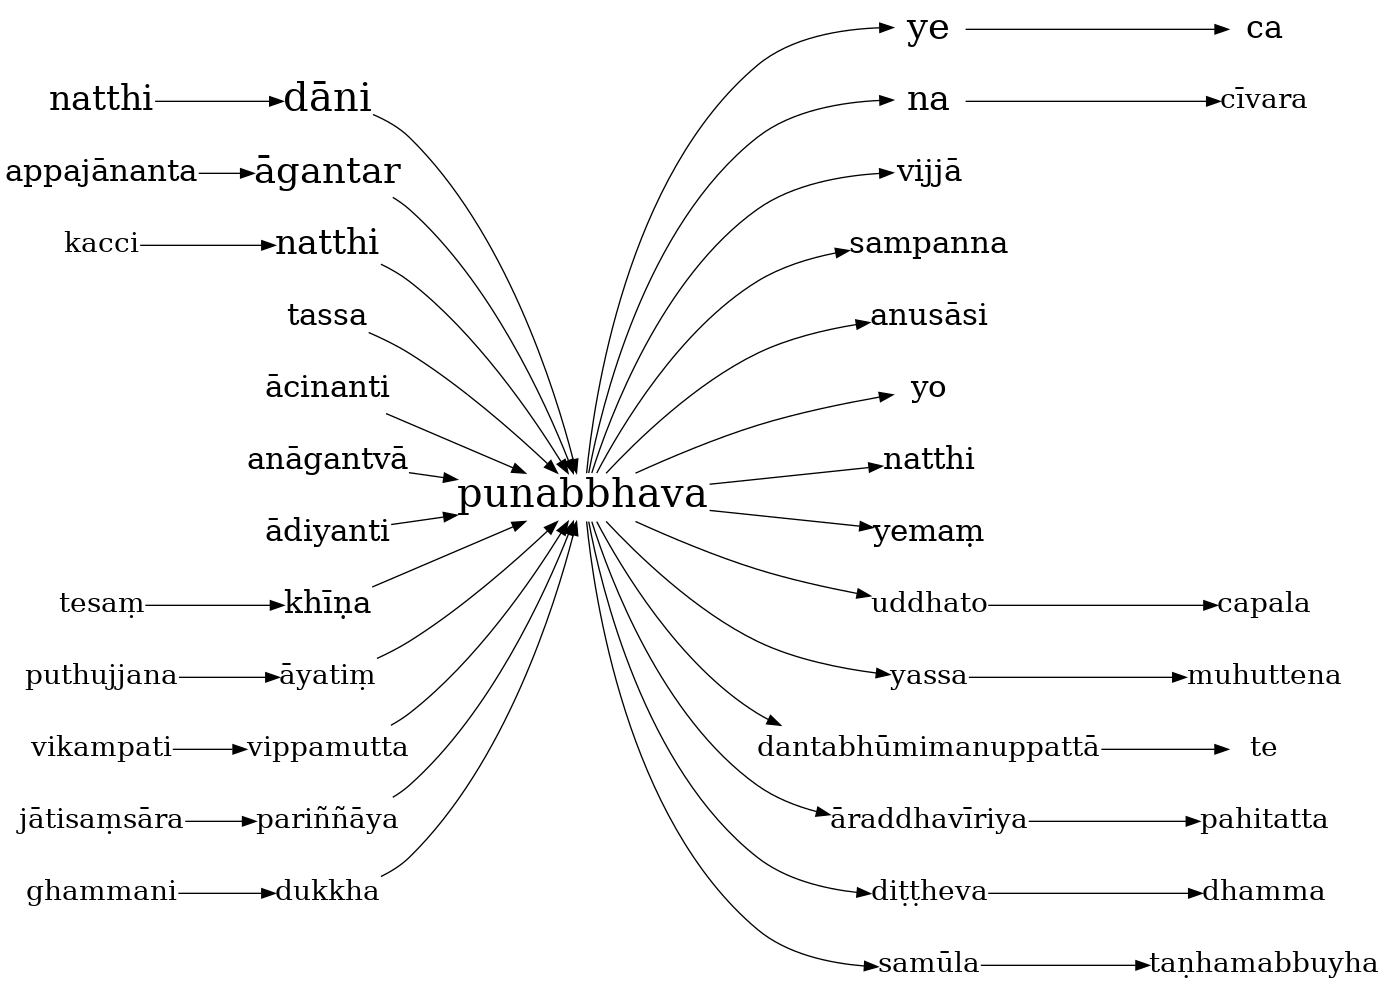 ye ca
natthi dāni na cīvara
appajānanta āgantar vijjā
kacci natthi sampanna
tassa anusāsi
ācinanti yo
anāgantvā natthi
punabbhava
ādiyanti yemaṃ
tesaṃ khīṇa uddhato capala
puthujjana āyatiṃ yassa muhuttena
vikampati vippamutta dantabhūmimanuppattā te
jātisaṃsāra pariññāya āraddhavīriya pahitatta
ghammani dukkha diṭṭheva dhamma
samūla taṇhamabbuyha